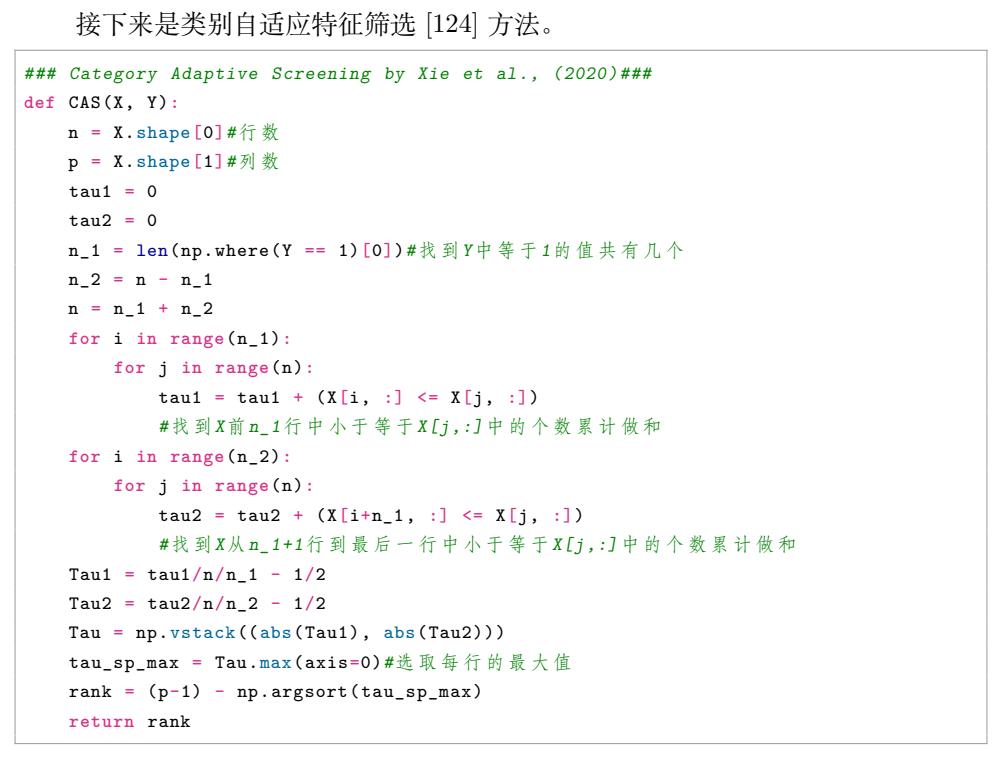 接下来是类别自适应特征筛选 [124] 方法。
### Category Adaptive Screening by Xie et al., (2020)###
def CAS(X, Y):
    n = X.shape[0]#行数
    p = X.shape[1]#列数
    tau1 = 0
    tau2 = 0
    n_1 = len(np.where(Y == 1)[0])#找到Y中等于1的值共有几个
    n_2 = n - n_1
    n = n_1 + n_2
    for i in range(n_1):
        for j in range(n):
            tau1 = tau1 + (X[i, :] <= X[j, :])
            #找到X前n_1行中小于等于X[j,:]中的个数累计做和
    for i in range(n_2):
        for j in range(n):
            tau2 = tau2 + (X[i+n_1, :] <= X[j, :])
            #找到X从n_1+1行到最后一行中小于等于X[j,:]中的个数累计做和
    Tau1 = tau1/n/n_1 - 1/2
    Tau2 = tau2/n/n_2 - 1/2
    Tau = np.vstack((abs(Tau1), abs(Tau2)))
    tau_sp_max = Tau.max(axis=0)#选取每行的最大值
    rank = (p-1) - np.argsort(tau_sp_max)
    return rank